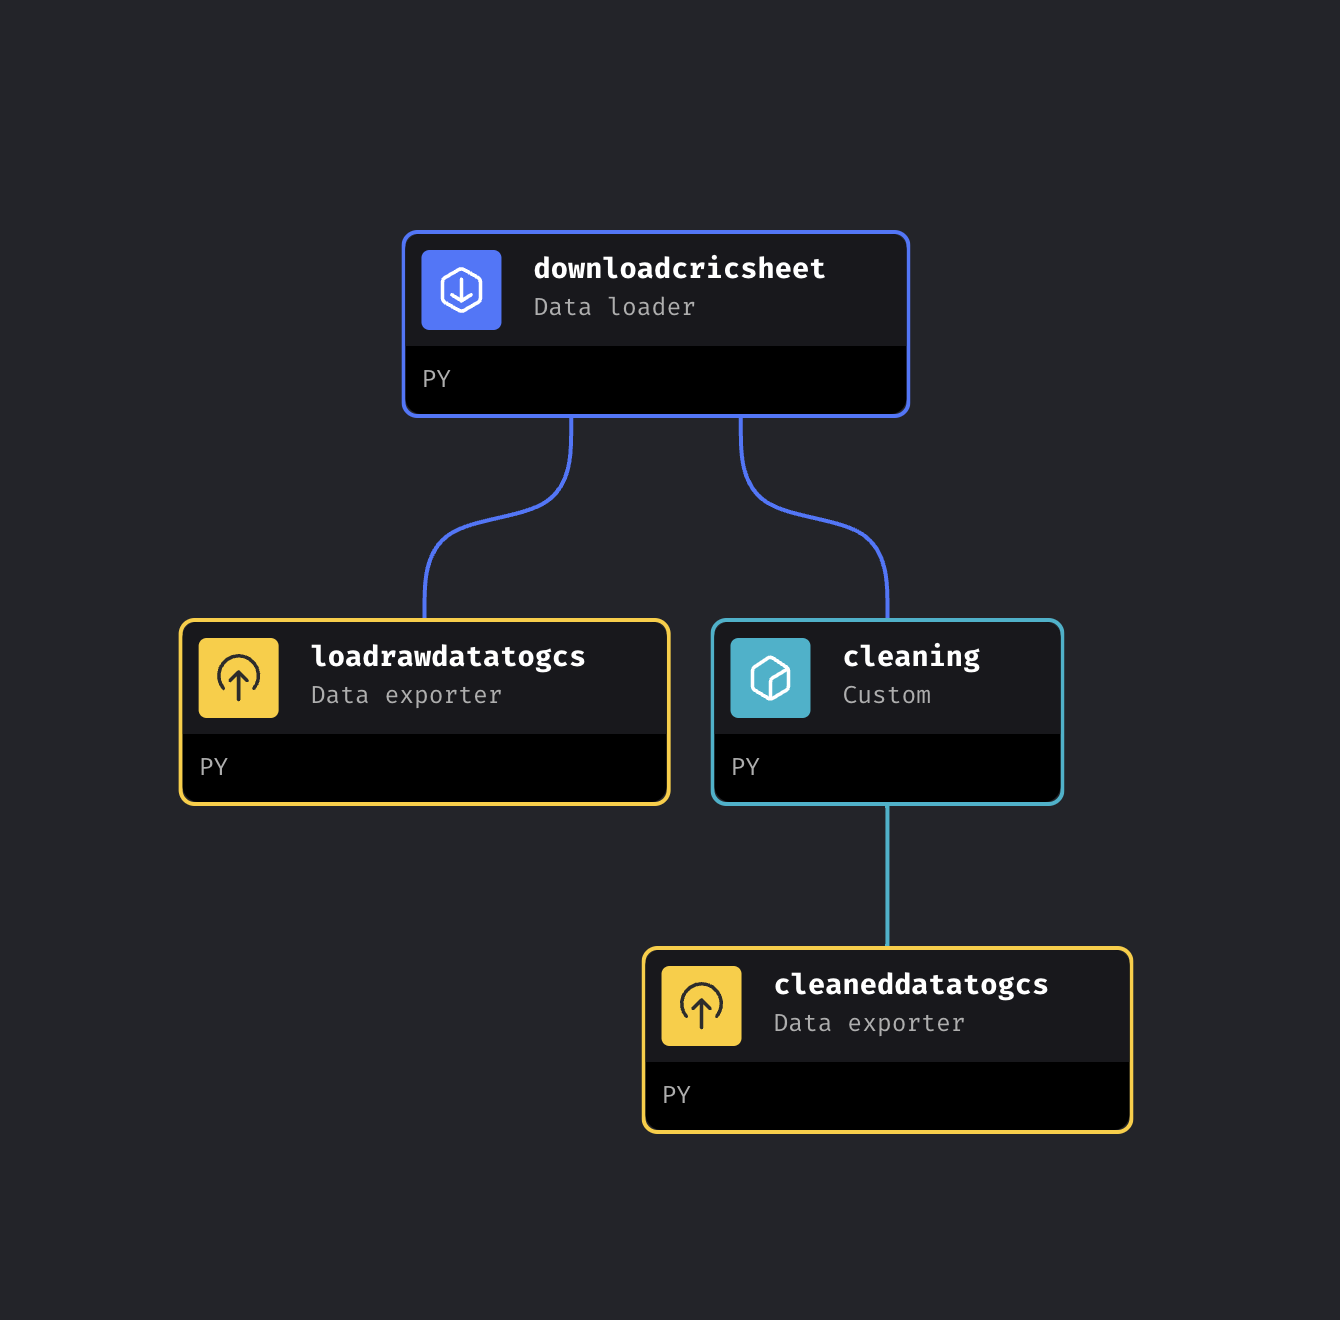 downloadcricsheet
Data loader
PY
loadrawdatatogcs
Data exporter
PY
cleaning
Custom
PY
cleaneddatatogcs
Data exporter
PY